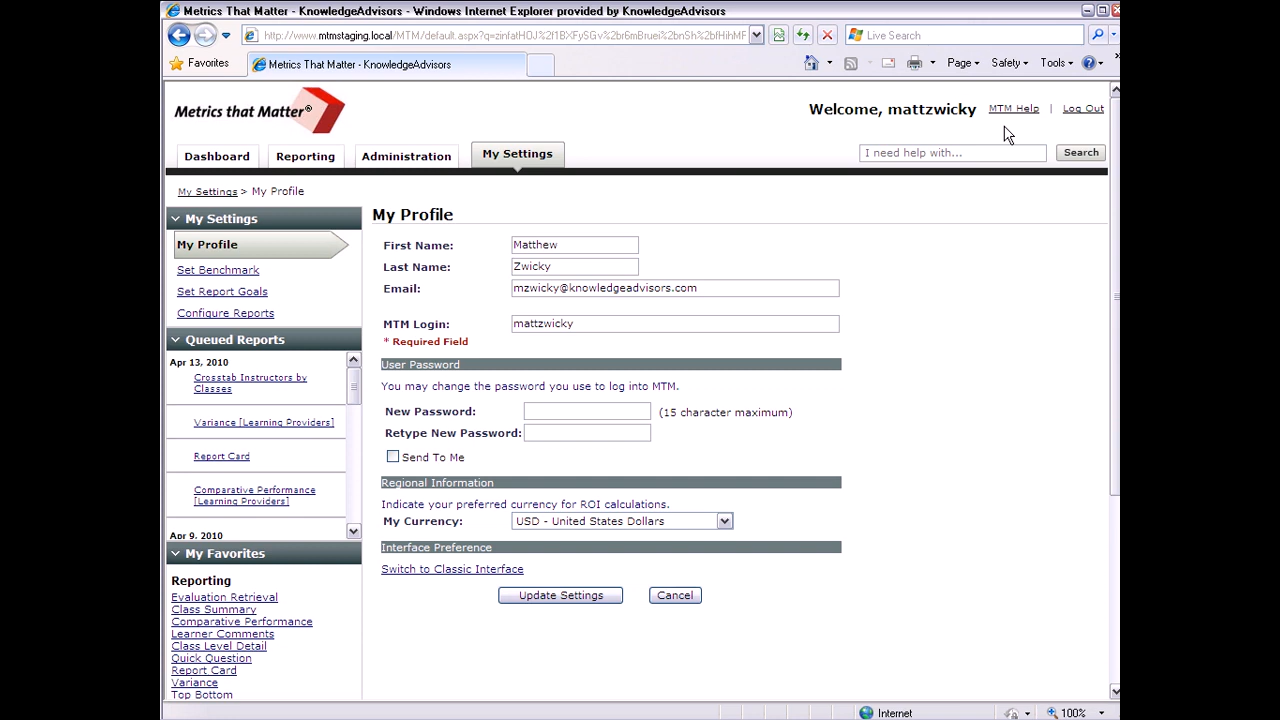 Metrics That Matter - KnowledgeAdvisors - Windows Internet Explorer provided by KnowledgeAdvisors
Live Search
Favorites
Metrics That Matter - KnowledgeAdvisors
Page
Safety
Tools
Metrics that Matter®
Welcome, mattzwicky
MTM Help | Log Out
Dashboard
Reporting
Administration
My Settings
I need help with...
Search
My Settings > My Profile
My Settings
My Profile
Set Benchmark
Set Report Goals
Configure Reports
Queued Reports
Apr 13, 2010
Crosstab Instructors by
Classes
Variance [Learning Providers]
Report Card
Comparative Performance
[Learning Providers]
Apr 9, 2010
My Favorites
Reporting
Evaluation Retrieval
Class Summary
Comparative Performance
Learner Comments
Class Level Detail
Quick Question
Report Card
Variance
Top Bottom
My Profile
First Name: Matthew
Last Name: Zwicky
Email: mzwicky@knowledgeadvisors.com
MTM Login: mattzwicky
* Required Field
User Password
You may change the password you use to log into MTM.
New Password: (15 character maximum)
Retype New Password:
Send To Me
Regional Information
Indicate your preferred currency for ROI calculations.
My Currency: USD - United States Dollars
Interface Preference
Switch to Classic Interface
Update Settings
Cancel
Internet
100%